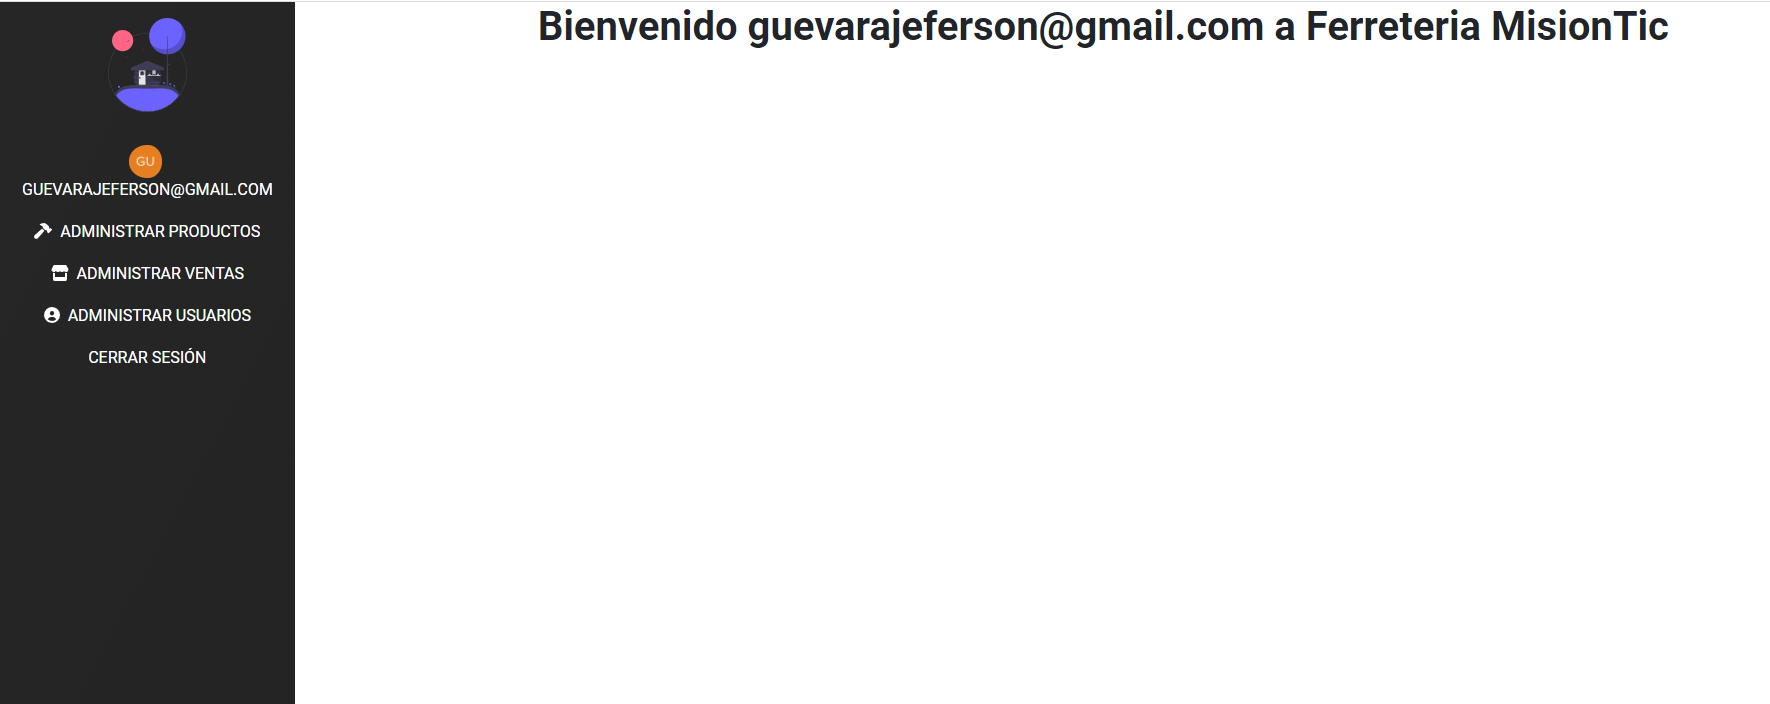 Bienvenido guevarajeferson@gmail.com a Ferreteria MisionTic
GU
GUEVARAJEFERSON@GMAIL.COM
ADMINISTRAR PRODUCTOS
ADMINISTRAR VENTAS
ADMINISTRAR USUARIOS
CERRAR SESIÓN